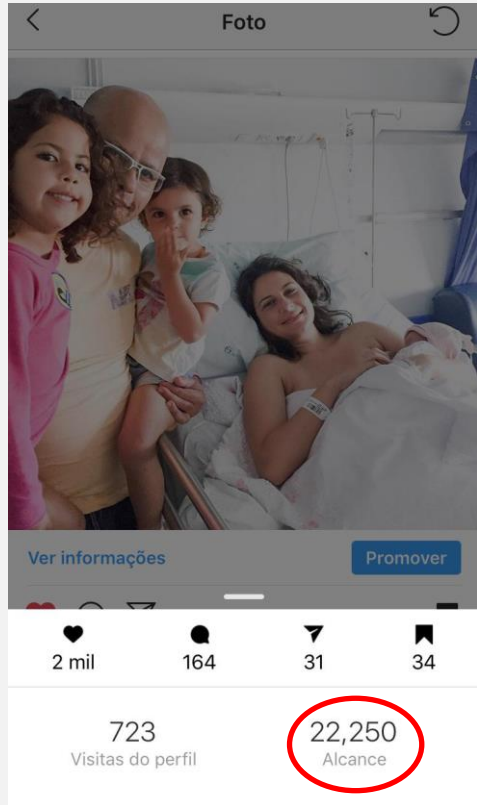 Foto
Ver informações
Promover
2 mil
164
31
34
723
22,250
Visitas do perfil
Alcance